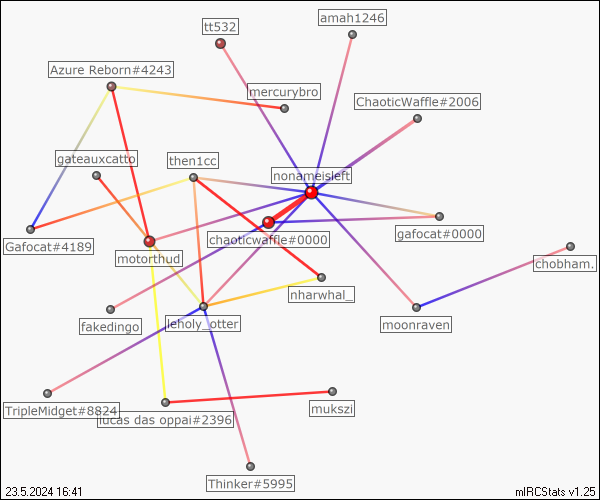 amah1246
tt532
Azure Reborn#4243
mercurybro
ChaoticWaffle#2006
gateauxcatto
then1cc
nonameisleft
Gafocat#4189
chaoticwaffle#0000
gafocat#0000
motorthud
chobham.
nharwhal_
fakedingo
leholy_otter
moonraven
TripleMidget#8824
lucas das oppai#2396
mukszi
Thinker#5995
23.5.2024 16:41
mIRCStats v1.25